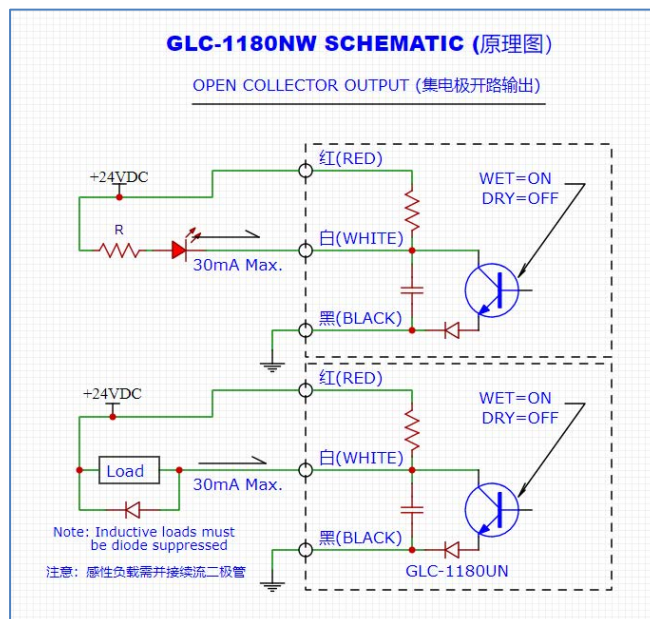 GLC-1180NW SCHEMATIC (原理图)
OPEN COLLECTOR OUTPUT (集电极开路输出)
红(RED)
+24VDC
WET=ON
DRY=OFF
R
白(WHITE)
30mA Max.
黑(BLACK)
红(RED)
+24VDC
WET=ON
DRY=OFF
白(WHITE)
Load
30mA Max.
Note: Inductive loads must
be diode suppressed
黑(BLACK)
GLC-1180UN
注意：感性负载需并接续流二极管